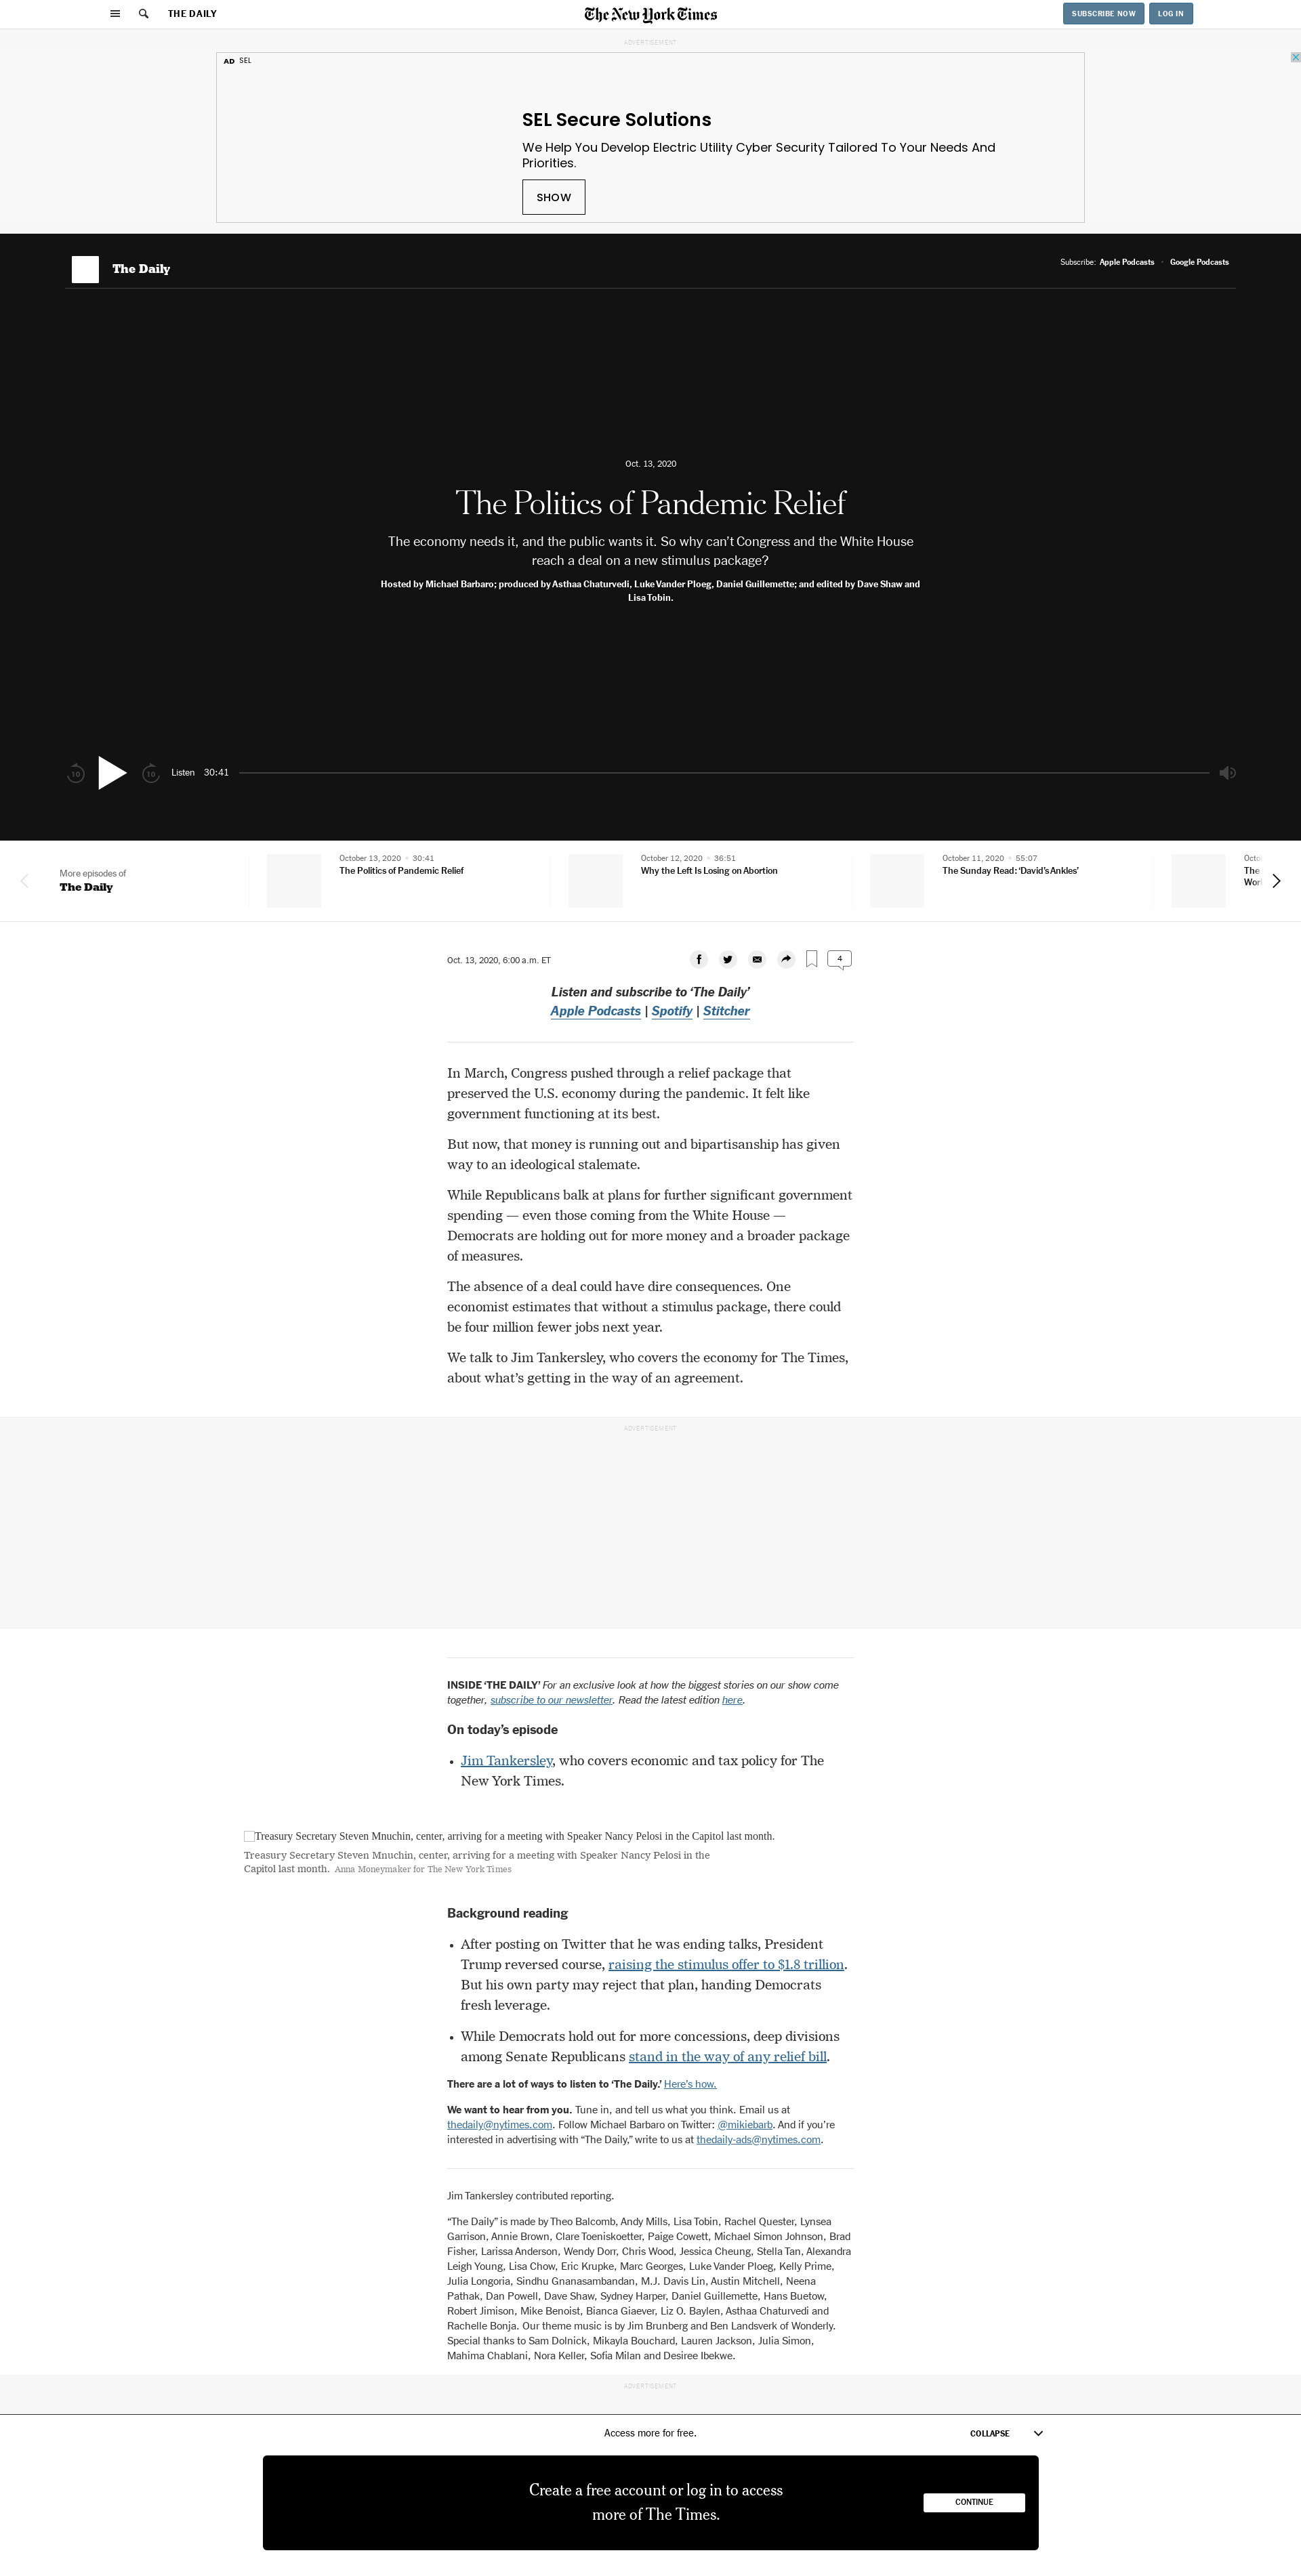 THE DAILY
The New York Times
SUBSCRIBE NOW
LOG IN
ADVERTISEMENT
AD SEL
SEL Secure Solutions
We Help You Develop Electric Utility Cyber Security Tailored To Your Needs And
Priorities.
SHOW
The Daily
Subscribe: Apple Podcasts • Google Podcasts
Oct. 13, 2020
The Politics of Pandemic Relief
The economy needs it, and the public wants it. So why can’t Congress and the White House
reach a deal on a new stimulus package?
Hosted by Michael Barbaro; produced by Asthaa Chaturvedi, Luke Vander Ploeg, Daniel Guillemette; and edited by Dave Shaw and
Lisa Tobin.
10
10
Listen 30:41
More episodes of
The Daily
October 13, 2020 • 30:41
The Politics of Pandemic Relief
October 12, 2020 • 36:51
Why the Left Is Losing on Abortion
October 11, 2020 • 55:07
The Sunday Read: ‘David’s Ankles’
The
Oct. 13, 2020, 6:00 a.m. ET
4
Listen and subscribe to ‘The Daily’
Apple Podcasts | Spotify | Stitcher
In March, Congress pushed through a relief package that
preserved the U.S. economy during the pandemic. It felt like
government functioning at its best.
But now, that money is running out and bipartisanship has given
way to an ideological stalemate.
While Republicans balk at plans for further significant government
spending — even those coming from the White House —
Democrats are holding out for more money and a broader package
of measures.
The absence of a deal could have dire consequences. One
economist estimates that without a stimulus package, there could
be four million fewer jobs next year.
We talk to Jim Tankersley, who covers the economy for The Times,
about what’s getting in the way of an agreement.
ADVERTISEMENT
INSIDE ‘THE DAILY’ For an exclusive look at how the biggest stories on our show come
together, subscribe to our newsletter. Read the latest edition here.
On today’s episode
• Jim Tankersley, who covers economic and tax policy for The
New York Times.
Treasury Secretary Steven Mnuchin, center, arriving for a meeting with Speaker Nancy Pelosi in the Capitol last month.
Treasury Secretary Steven Mnuchin, center, arriving for a meeting with Speaker Nancy Pelosi in the
Capitol last month. Anna Moneymaker for The New York Times
Background reading
• After posting on Twitter that he was ending talks, President
Trump reversed course, raising the stimulus offer to $1.8 trillion.
But his own party may reject that plan, handing Democrats
fresh leverage.
• While Democrats hold out for more concessions, deep divisions
among Senate Republicans stand in the way of any relief bill.
There are a lot of ways to listen to ‘The Daily.’ Here’s how.
We want to hear from you. Tune in, and tell us what you think. Email us at
thedaily@nytimes.com. Follow Michael Barbaro on Twitter: @mikiebarb. And if you’re
interested in advertising with “The Daily,” write to us at thedaily-ads@nytimes.com.
Jim Tankersley contributed reporting.
“The Daily” is made by Theo Balcomb, Andy Mills, Lisa Tobin, Rachel Quester, Lynsea
Garrison, Annie Brown, Clare Toeniskoetter, Paige Cowett, Michael Simon Johnson, Brad
Fisher, Larissa Anderson, Wendy Dorr, Chris Wood, Jessica Cheung, Stella Tan, Alexandra
Leigh Young, Lisa Chow, Eric Krupke, Marc Georges, Luke Vander Ploeg, Kelly Prime,
Julia Longoria, Sindhu Gnanasambandan, M.J. Davis Lin, Austin Mitchell, Neena
Pathak, Dan Powell, Dave Shaw, Sydney Harper, Daniel Guillemette, Hans Buetow,
Robert Jimison, Mike Benoist, Bianca Giaever, Liz O. Baylen, Asthaa Chaturvedi and
Rachelle Bonja. Our theme music is by Jim Brunberg and Ben Landsverk of Wonderly.
Special thanks to Sam Dolnick, Mikayla Bouchard, Lauren Jackson, Julia Simon,
Mahima Chablani, Nora Keller, Sofia Milan and Desiree Ibekwe.
ADVERTISEMENT
Access more for free.
COLLAPSE
Create a free account or log in to access
more of The Times.
CONTINUE